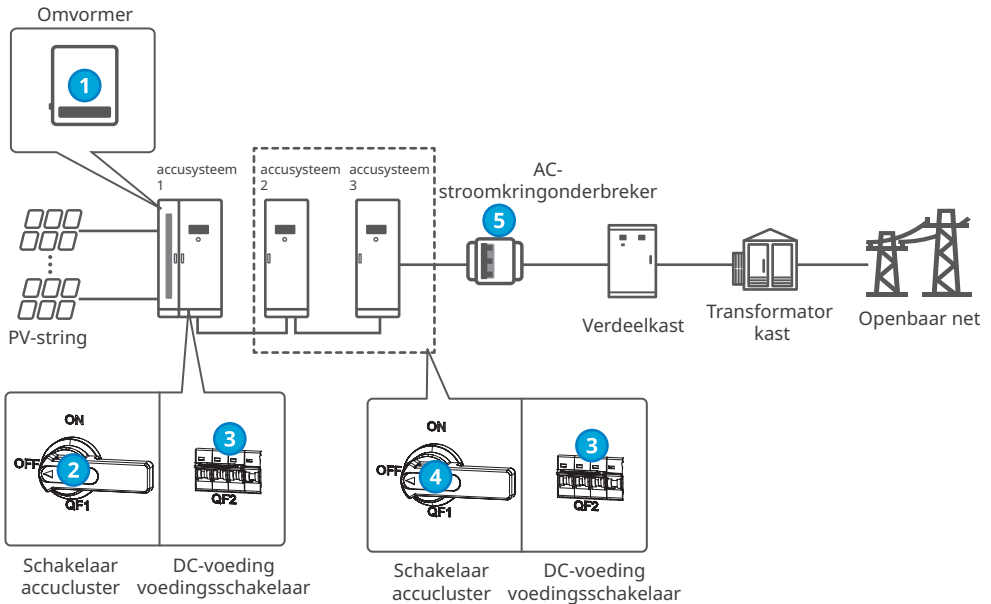 Omvormer
1
accusysteem
1
accusysteem
2
accusysteem
3
AC-
stroomkringonderbreker
5
PV-string
Verdeelkast
Transformator
kast
Openbaar net
ON
OFF
2
QF1
3
QF2
ON
OFF
4
QF1
3
QF2
Schakelaar
accucluster
DC-voeding
voedingsschakelaar
Schakelaar
accucluster
DC-voeding
voedingsschakelaar